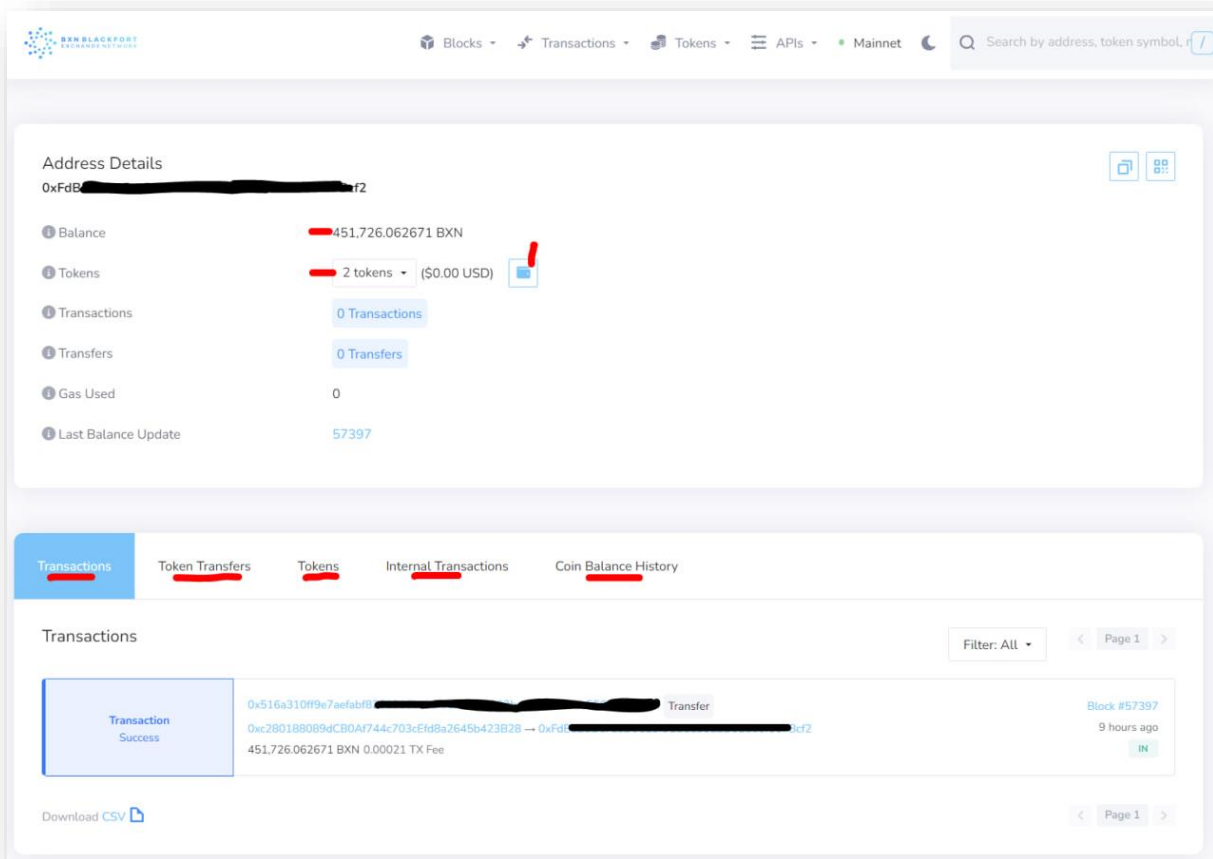 BXN BLACKFORT
EXCHANGE NETWORK
Blocks
Transactions
Tokens
APIs
Mainnet
Search by address, token symbol,
/
Address Details
0xFdB
cf2
Balance
451,726.062671 BXN
Tokens
2 tokens
($0.00 USD)
Transactions
0 Transactions
Transfers
0 Transfers
Gas Used
0
Last Balance Update
57397
Transactions
Token Transfers
Tokens
Internal Transactions
Coin Balance History
Transactions
Filter: All
< Page 1 >
Transaction
Success
0x516a310ff9e7aefabf8
Transfer
0xc280188089dCB0Af744c703cEfd8a2645b423B28 → 0xFdB
cf2
451,726.062671 BXN 0.00021 TX Fee
Block #57397
9 hours ago
IN
Download CSV
< Page 1 >